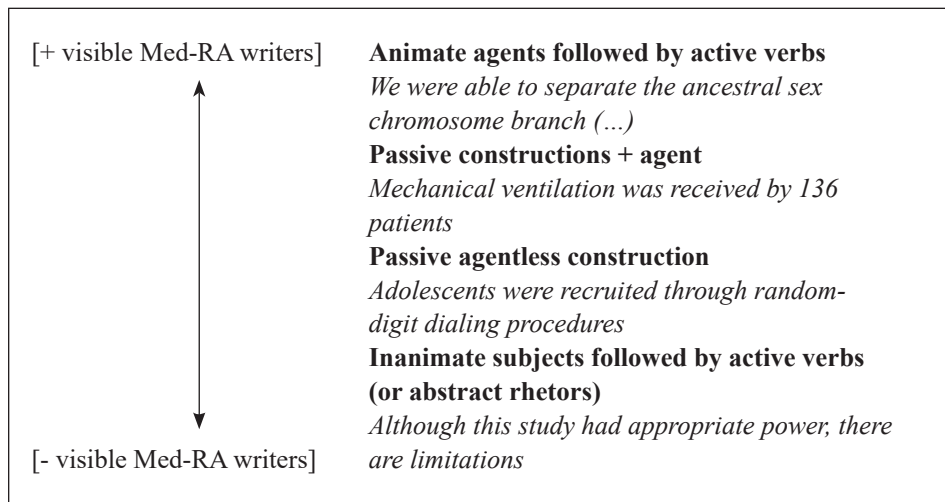 [+ visible Med-RA writers]
Animate agents followed by active verbs
We were able to separate the ancestral sex
chromosome branch (…)
Passive constructions + agent
Mechanical ventilation was received by 136
patients
Passive agentless construction
Adolescents were recruited through random-
digit dialing procedures
Inanimate subjects followed by active verbs
(or abstract rhetors)
Although this study had appropriate power, there
are limitations
[- visible Med-RA writers]